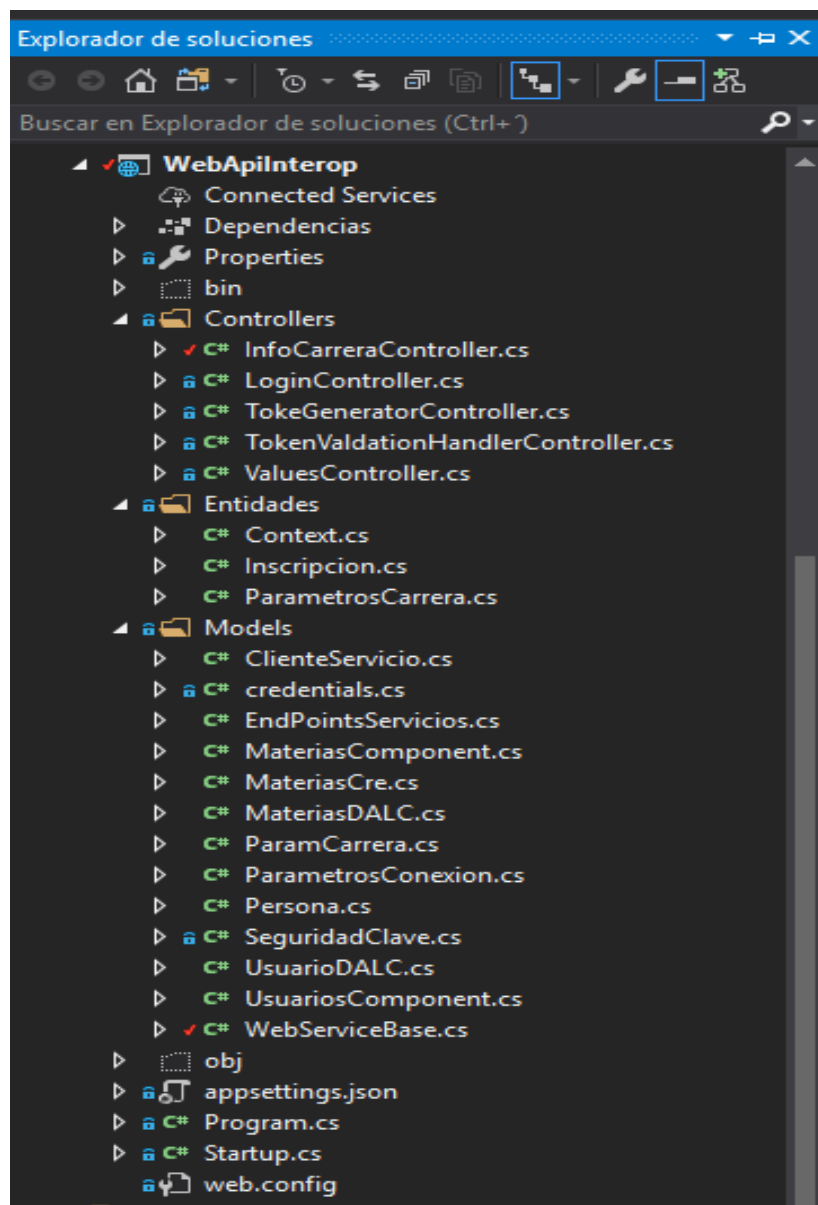 Explorador de soluciones
Buscar en Explorador de soluciones (Ctrl+´)
WebApiInterop
Connected Services
Dependencias
Properties
bin
Controllers
C# InfoCarreraController.cs
C# LoginController.cs
C# TokeGeneratorController.cs
C# TokenValdationHandlerController.cs
C# ValuesController.cs
Entidades
C# Context.cs
C# Inscripcion.cs
C# ParametrosCarrera.cs
Models
C# ClienteServicio.cs
C# credentials.cs
C# EndPointsServicios.cs
C# MateriasComponent.cs
C# MateriasCre.cs
C# MateriasDALC.cs
C# ParamCarrera.cs
C# ParametrosConexion.cs
C# Persona.cs
C# SeguridadClave.cs
C# UsuarioDALC.cs
C# UsuariosComponent.cs
C# WebServiceBase.cs
obj
appsettings.json
C# Program.cs
C# Startup.cs
web.config